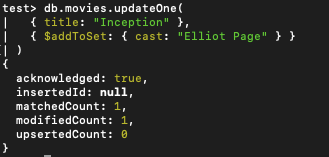 test> db.movies.updateOne(
|   { title: "Inception" },
|   { $addToSet: { cast: "Elliot Page" } }
| )
{
  acknowledged: true,
  insertedId: null,
  matchedCount: 1,
  modifiedCount: 1,
  upsertedCount: 0
}